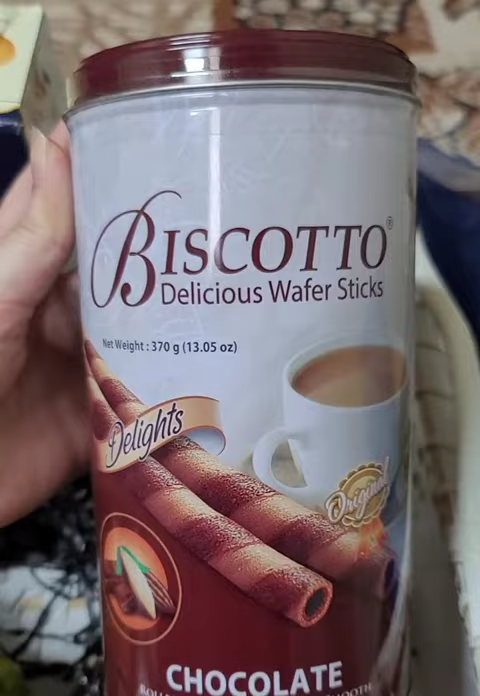 BISCOTTO®
Delicious Wafer Sticks
Net Weight : 370 g (13.05 oz)
Delights
Original
CHOCOLATE